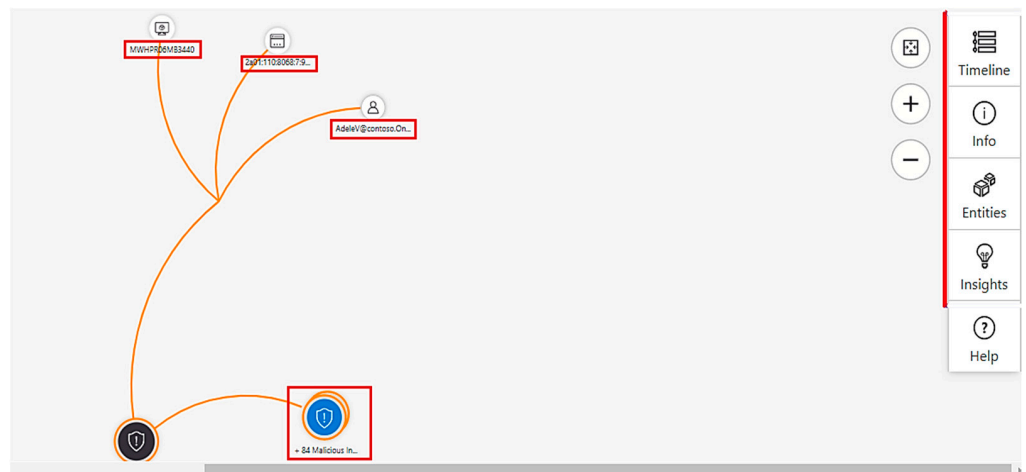 MWHPR06MB3440
2a01:110:8068:7:9...
AdeleV@contoso.On...
+ 84 Malicious In...
Timeline
Info
Entities
Insights
Help